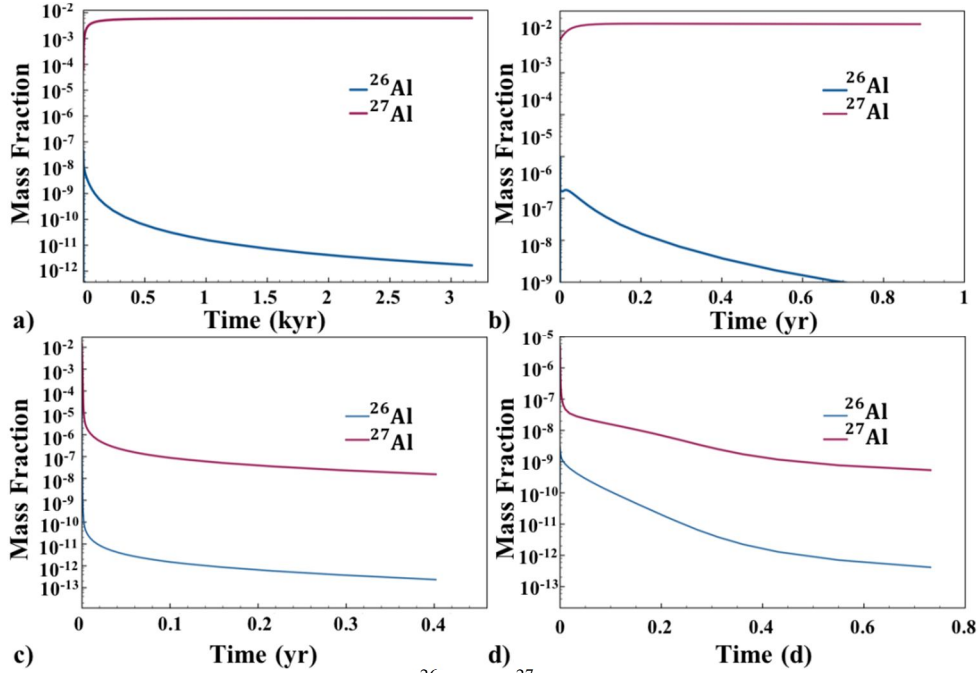 10⁻²
10⁻³
10⁻⁴
10⁻⁵
10⁻⁶
10⁻⁷
10⁻⁸
10⁻⁹
10⁻¹⁰
10⁻¹¹
10⁻¹²
Mass Fraction
²⁶Al
²⁷Al
0 0.5 1 1.5 2 2.5 3
a) Time (kyr)
10⁻²
10⁻³
10⁻⁴
10⁻⁵
10⁻⁶
10⁻⁷
10⁻⁸
10⁻⁹
Mass Fraction
²⁶Al
²⁷Al
0 0.2 0.4 0.6 0.8 1
b) Time (yr)
10⁻²
10⁻³
10⁻⁴
10⁻⁵
10⁻⁶
10⁻⁷
10⁻⁸
10⁻⁹
10⁻¹⁰
10⁻¹¹
10⁻¹²
10⁻¹³
Mass Fraction
²⁶Al
²⁷Al
0 0.1 0.2 0.3 0.4
c) Time (yr)
10⁻⁵
10⁻⁶
10⁻⁷
10⁻⁸
10⁻⁹
10⁻¹⁰
10⁻¹¹
10⁻¹²
10⁻¹³
Mass Fraction
²⁶Al
²⁷Al
0 0.2 0.4 0.6 0.8
d) Time (d)
26 27